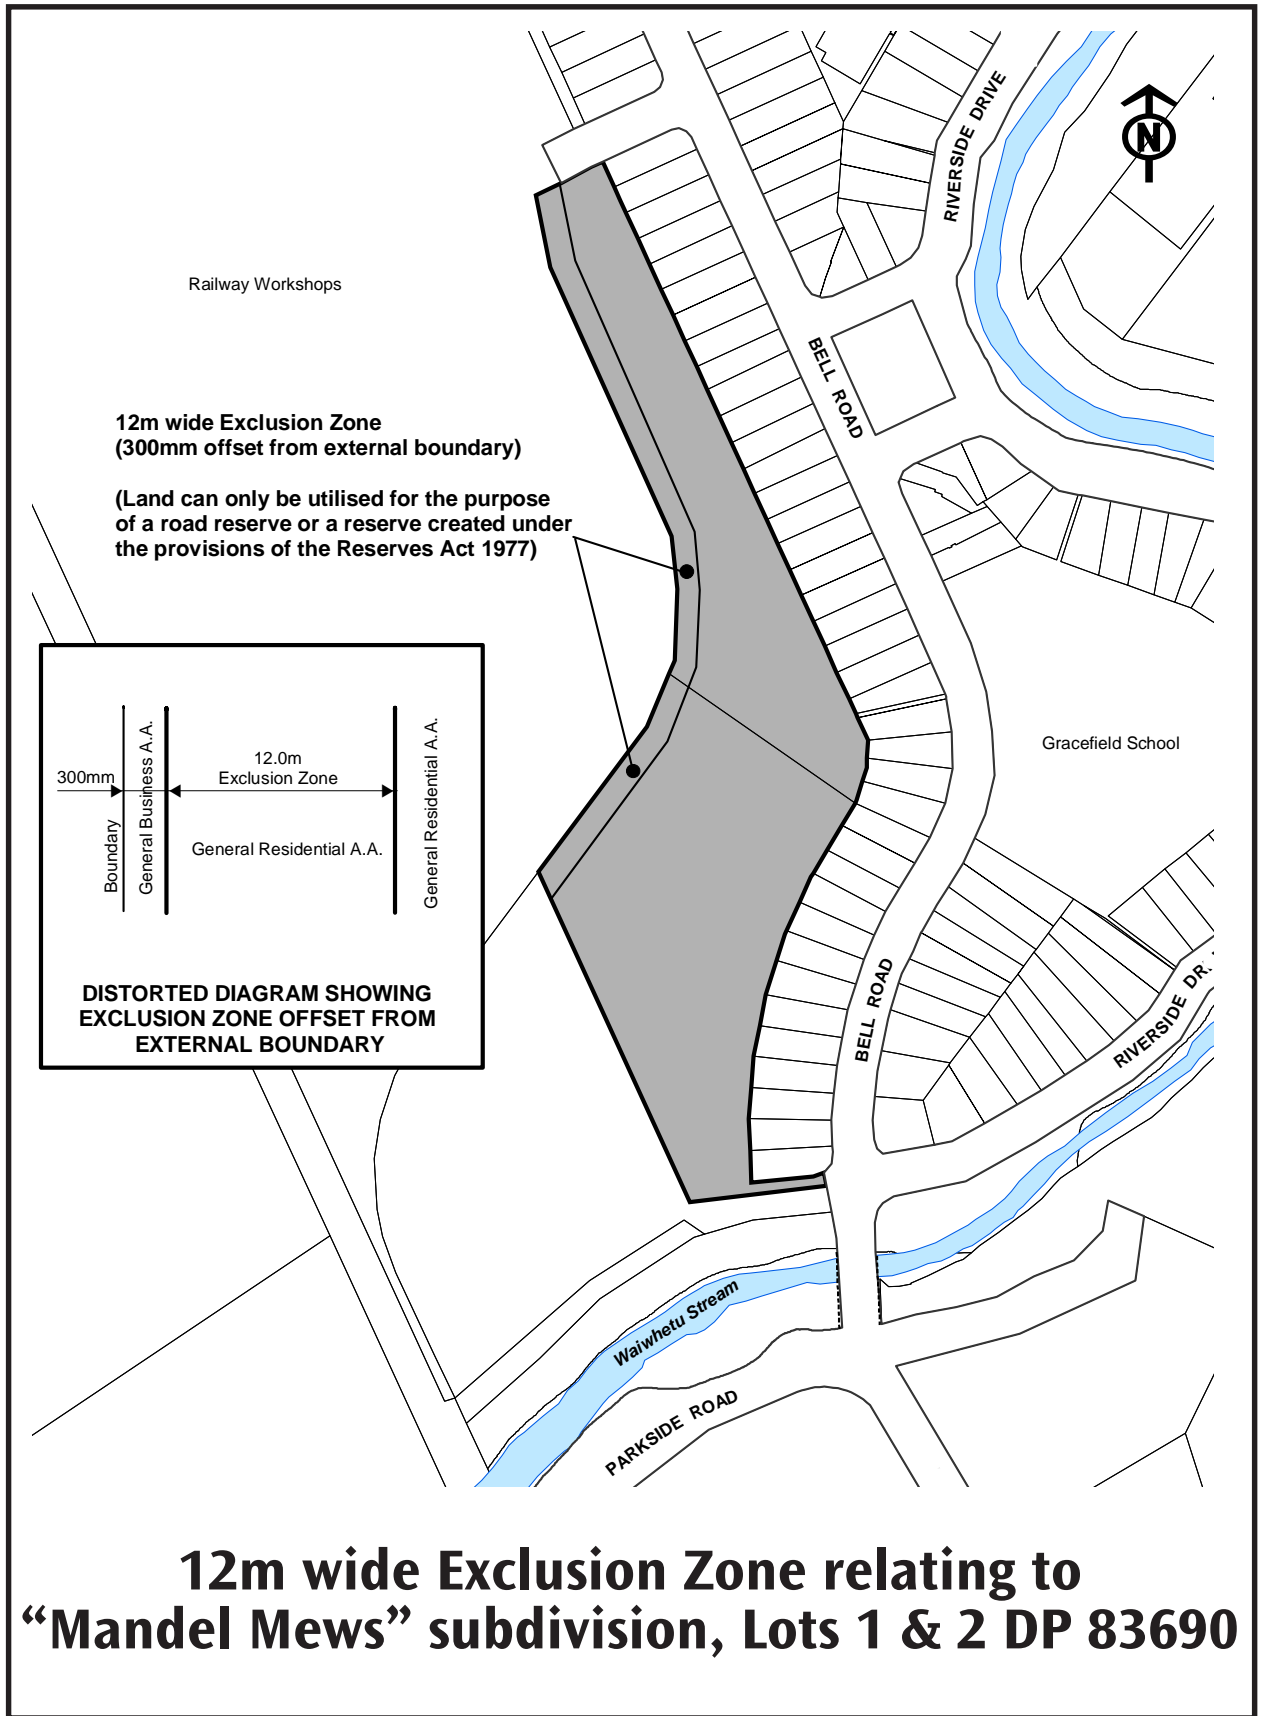 RIVERSIDE DRIVE
N
Railway Workshops
BELL ROAD
12m wide Exclusion Zone
(300mm offset from external boundary)
(Land can only be utilised for the purpose
of a road reserve or a reserve created under
the provisions of the Reserves Act 1977)
Gracefield School
300mm
Boundary
General Business A.A.
12.0m
Exclusion Zone
General Residential A.A.
General Residential A.A.
DISTORTED DIAGRAM SHOWING
EXCLUSION ZONE OFFSET FROM
EXTERNAL BOUNDARY
BELL ROAD
RIVERSIDE DRI
Waiwhetu Stream
PARKSIDE ROAD
12m wide Exclusion Zone relating to
“Mandel Mews” subdivision, Lots 1 & 2 DP 83690